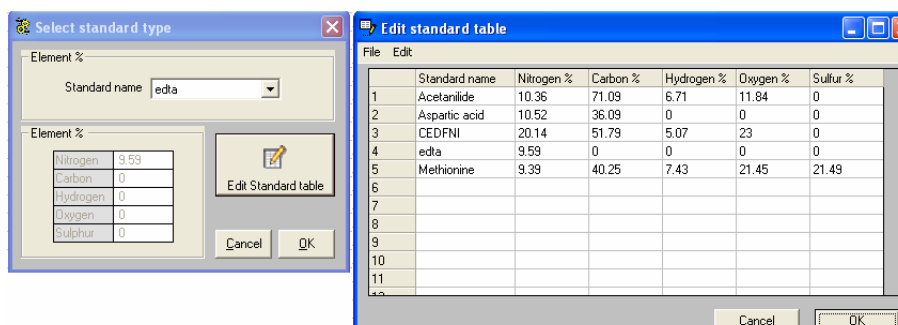 Select standard type
Element %
Standard name edta
Element %
Nitrogen 9.59
Carbon 0
Hydrogen 0
Oxygen 0
Sulphur 0
Edit Standard table
Cancel OK
Edit standard table
File Edit
Standard name Nitrogen % Carbon % Hydrogen % Oxygen % Sulfur %
1 Acetanilide 10.36 71.09 6.71 11.84 0
2 Aspartic acid 10.52 36.09 0 0 0
3 CEDFNI 20.14 51.79 5.07 23 0
4 edta 9.59 0 0 0 0
5 Methionine 9.39 40.25 7.43 21.45 21.49
6
7
8
9
10
11
Cancel OK